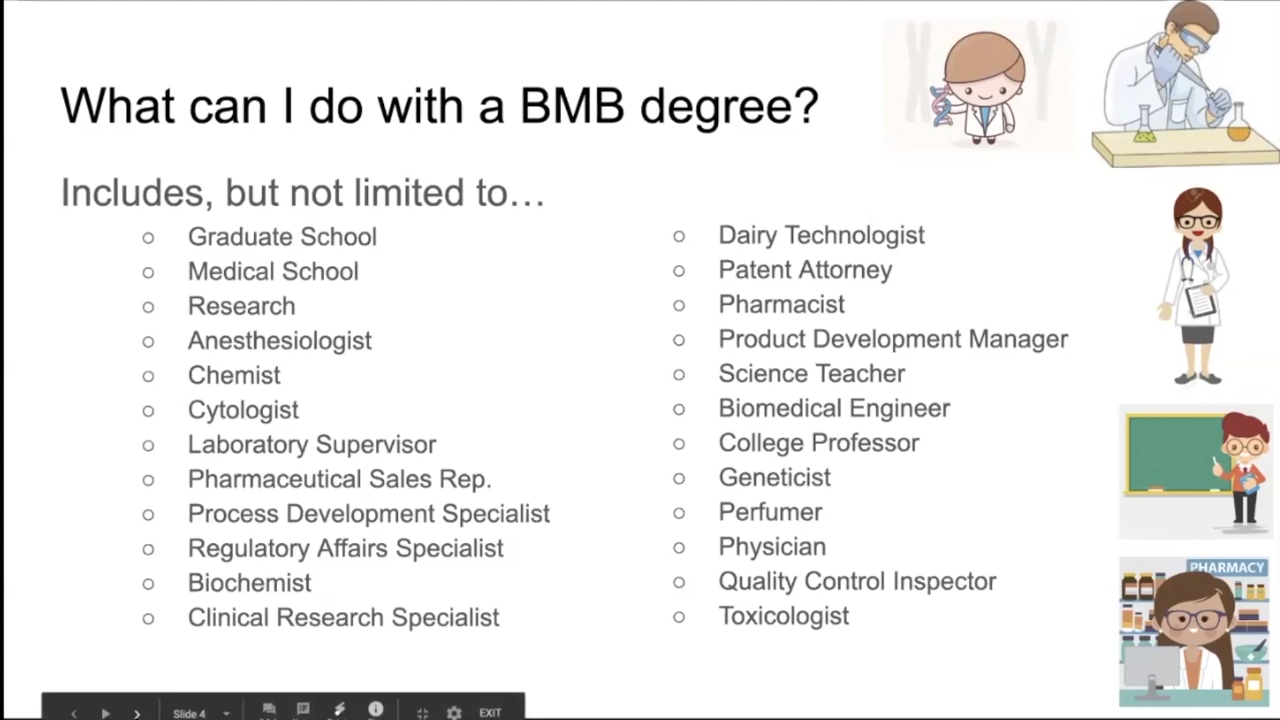 What can I do with a BMB degree?
Includes, but not limited to…
Graduate School
Medical School
Research
Anesthesiologist
Chemist
Cytologist
Laboratory Supervisor
Pharmaceutical Sales Rep.
Process Development Specialist
Regulatory Affairs Specialist
Biochemist
Clinical Research Specialist
Dairy Technologist
Patent Attorney
Pharmacist
Product Development Manager
Science Teacher
Biomedical Engineer
College Professor
Geneticist
Perfumer
Physician
Quality Control Inspector
Toxicologist
X Y
PHARMACY
Slide 4
EXIT